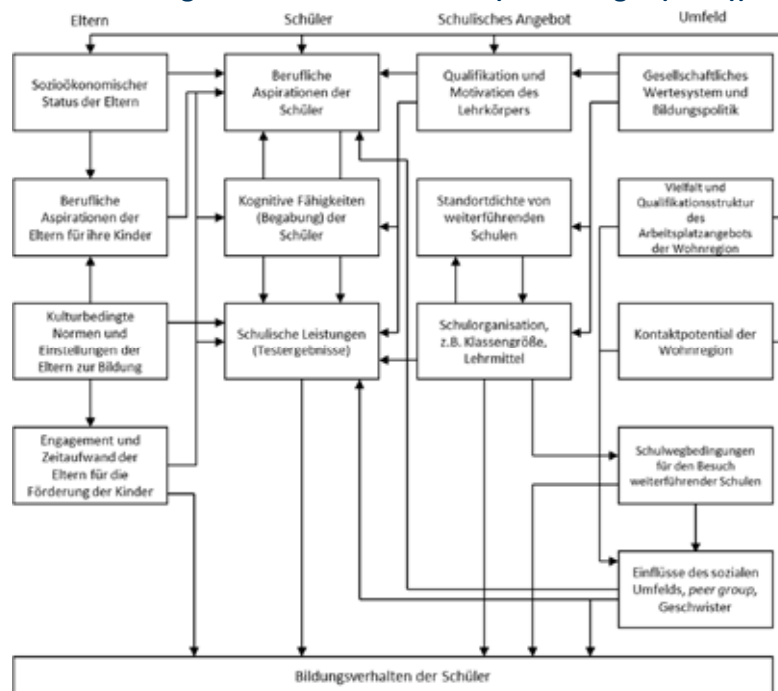 Eltern
Schüler
Schulisches Angebot
Umfeld
Sozioökonomischer
Status der Eltern
Berufliche
Aspirationen der
Schüler
Qualifikation und
Motivation des
Lehrkörpers
Gesellschaftliches
Wertesystem und
Bildungspolitik
Berufliche
Aspirationen der
Eltern für ihre Kinder
Kognitive Fähigkeiten
(Begabung) der
Schüler
Standortdichte von
weiterführenden
Schulen
Vielfalt und
Qualifikationsstruktur
des
Arbeitsplatzangebots
der Wohnregion
Kulturbedingte
Normen und
Einstellungen der
Eltern zur Bildung
Schulische Leistungen
(Testergebnisse)
Schulorganisation,
z.B. Klassengröße,
Lehrmittel
Kontaktpotential der
Wohnregion
Engagement und
Zeitaufwand der
Eltern für die
Förderung der Kinder
Schulwegbedingungen
für den Besuch
weiterführender Schulen
Einflüsse des sozialen
Umfelds, peer group,
Geschwister
Bildungsverhalten der Schüler